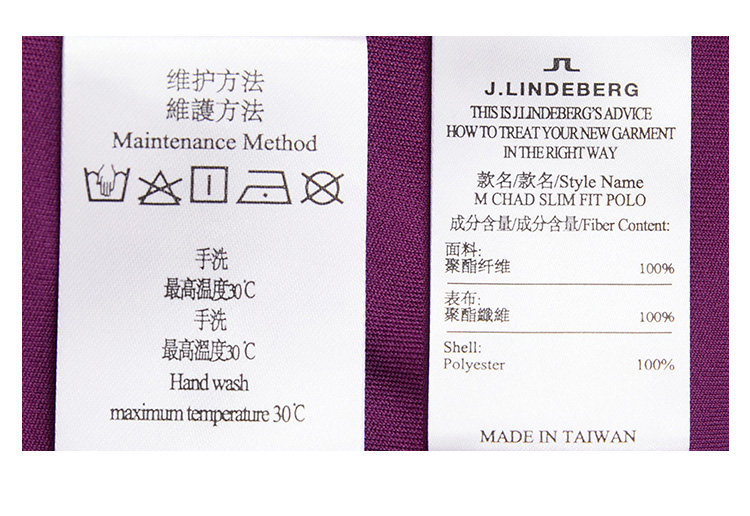 维护方法
維護方法
Maintenance Method
手洗
最高温度30℃
手洗
最高溫度30℃
Hand wash
maximum temperature 30℃
J.LINDEBERG
THIS IS J.LINDEBERG'S ADVICE
HOW TO TREAT YOUR NEW GARMENT
IN THE RIGHT WAY
款名/款名/Style Name
M CHAD SLIM FIT POLO
成分含量/成分含量/Fiber Content:
面料:
聚酯纤维 100%
表布:
聚酯纖維 100%
Shell:
Polyester 100%
MADE IN TAIWAN